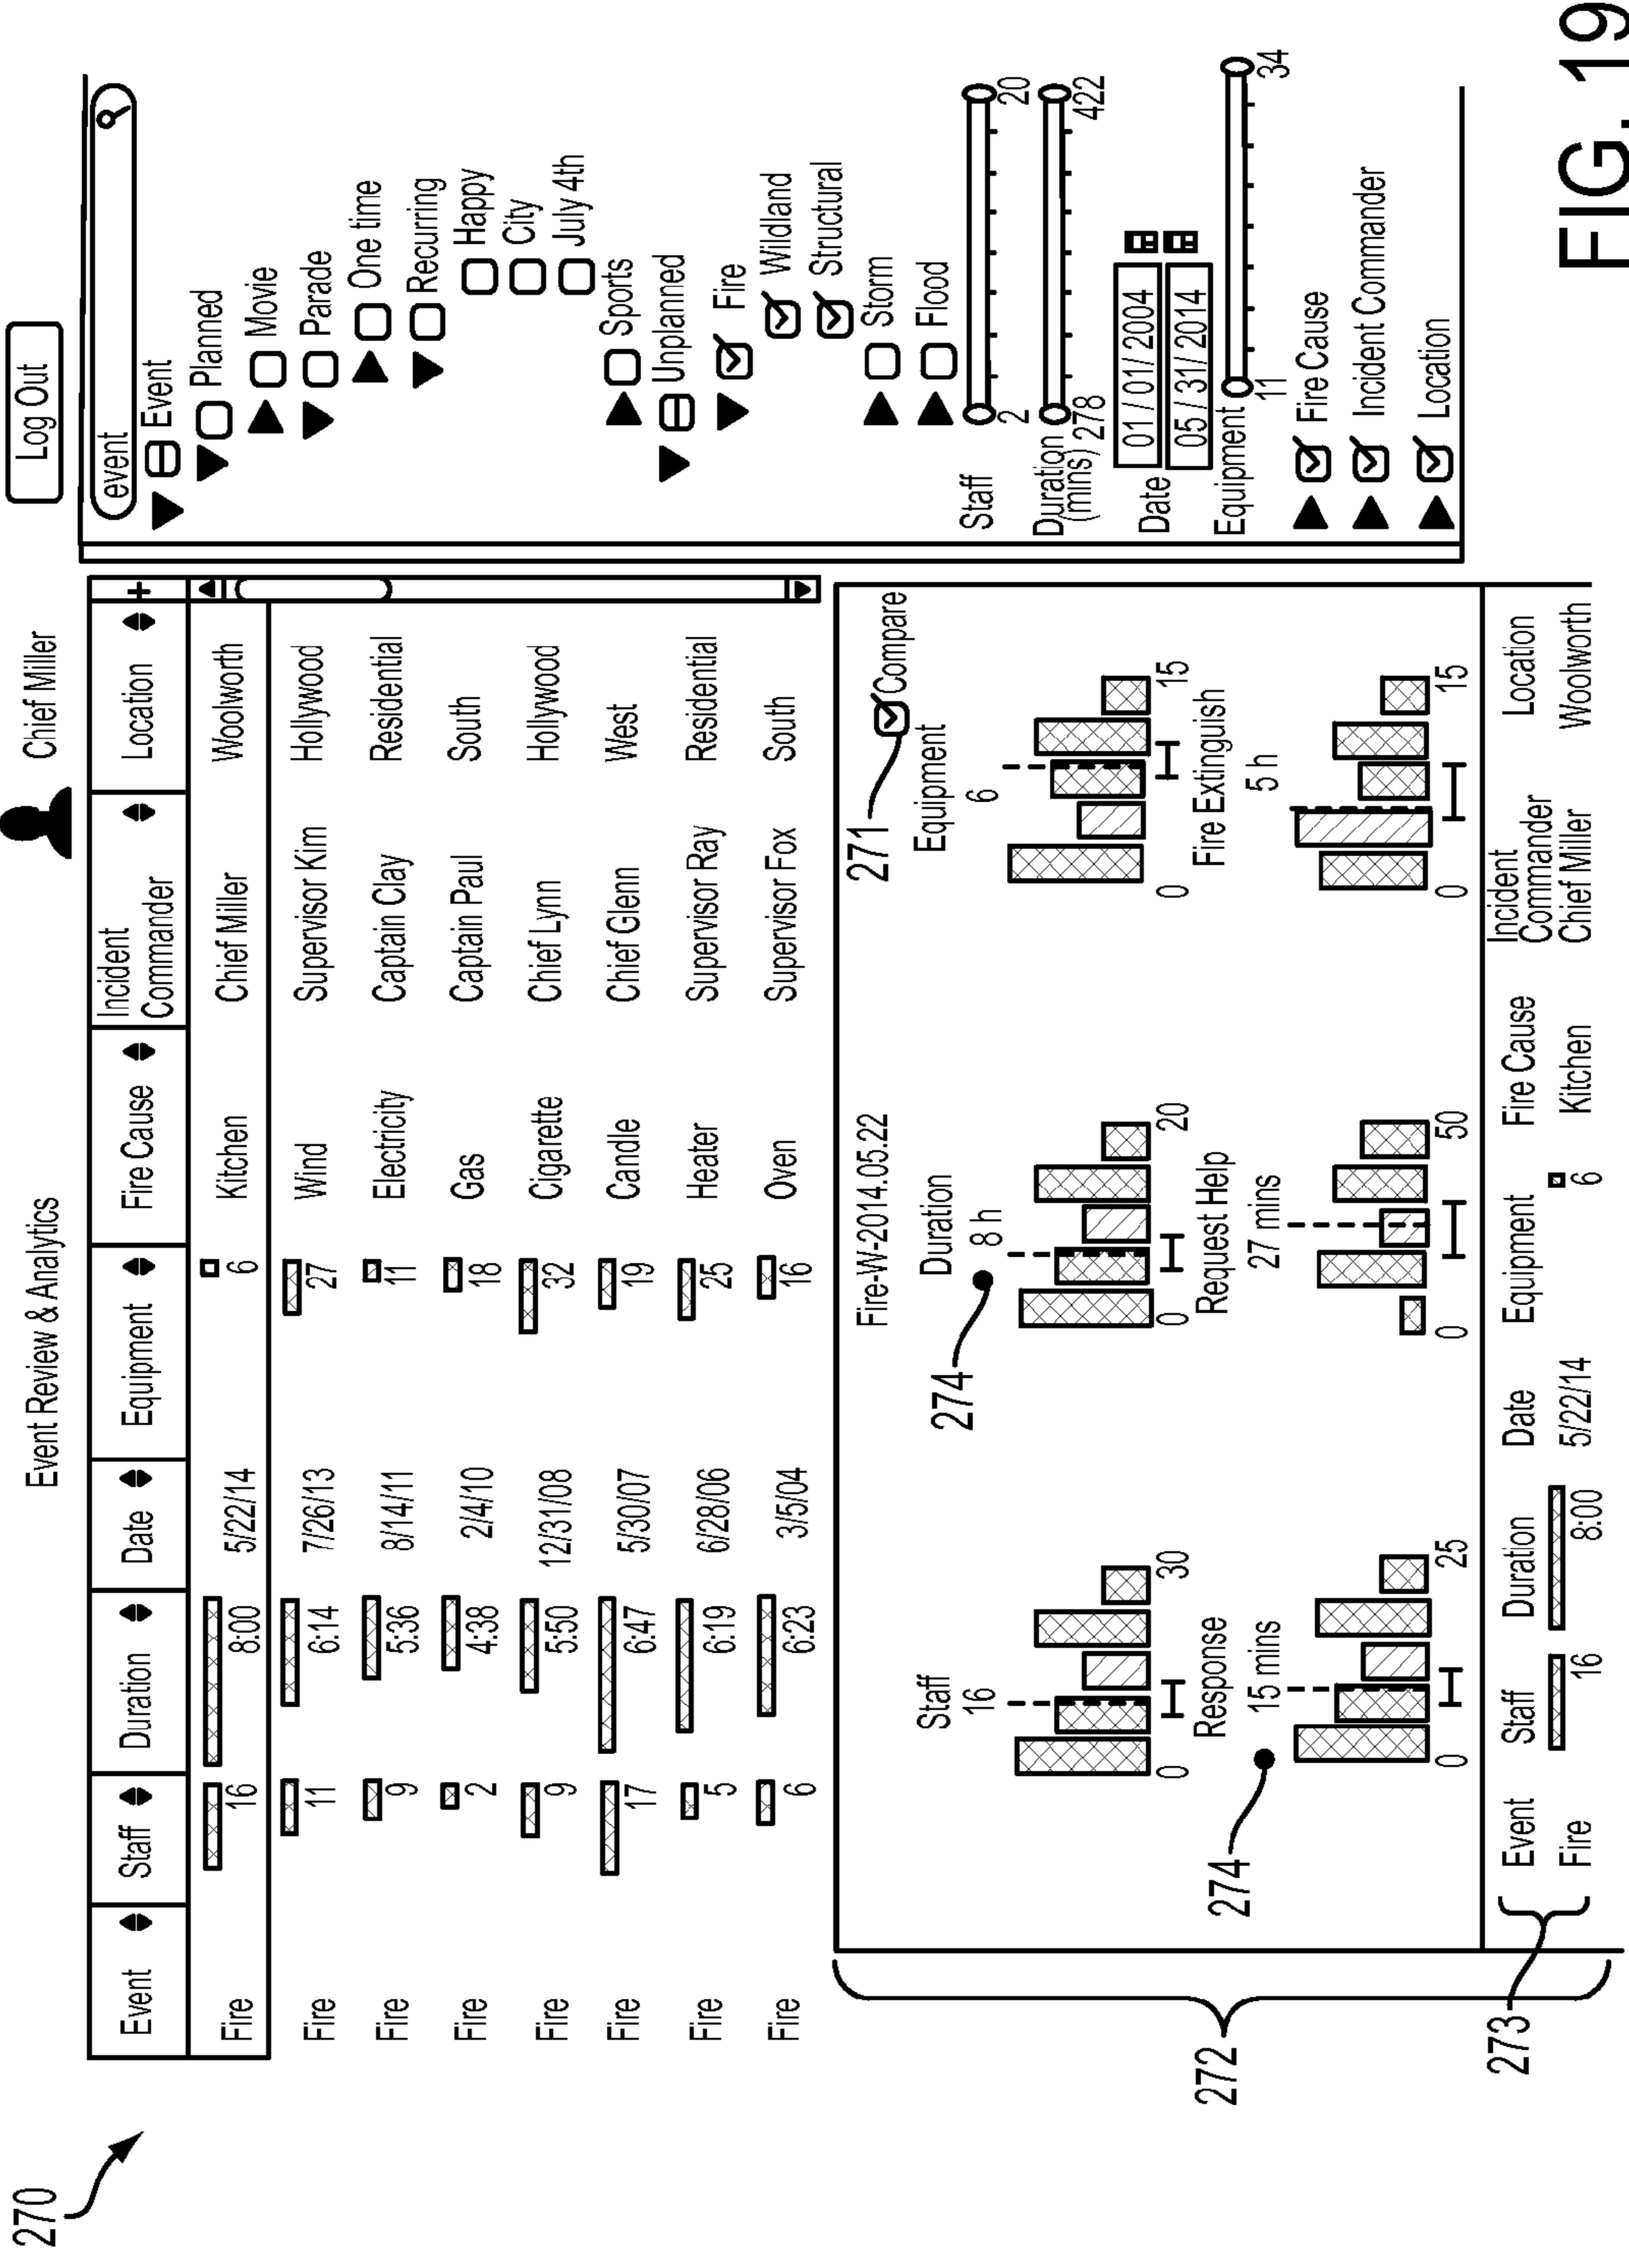 270
Event Review & Analytics
Chief Miller
Log Out
Event Staff Duration Date Equipment Fire Cause Incident Commander Location +
Fire 16 8:00 5/22/14 6 Kitchen Chief Miller Woolworth
Fire 11 6:14 7/26/13 27 Wind Supervisor Kim Hollywood
Fire 9 5:36 8/14/11 11 Electricity Captain Clay Residential
Fire 2 4:38 2/4/10 18 Gas Captain Paul South
Fire 9 5:50 12/31/08 32 Cigarette Chief Lynn Hollywood
Fire 17 6:47 5/30/07 19 Candle Chief Glenn West
Fire 5 6:19 6/28/06 25 Heater Supervisor Ray Residential
Fire 6 6:23 3/5/04 16 Oven Supervisor Fox South
event
Event
Planned
Movie
Parade
One time
Recurring
Happy
City
July 4th
Sports
Unplanned
Fire
Wildland
Structural
Storm
Flood
Staff
2 20
Duration
(mins) 278 422
Date
01 / 01 / 2004
05 / 31 / 2014
Equipment
11 34
Fire Cause
Incident Commander
Location
272
Fire-W-2014.05.22
271
Compare
Staff
16
0 30
274
Duration
8 h
0 20
Equipment
6
0 15
274
Response
15 mins
0 25
Request Help
27 mins
0 50
Fire Extinguish
5 h
0 15
273
Event Staff Duration Date Equipment Fire Cause Incident Commander Location
Fire 16 8:00 5/22/14 6 Kitchen Chief Miller Woolworth
FIG. 19